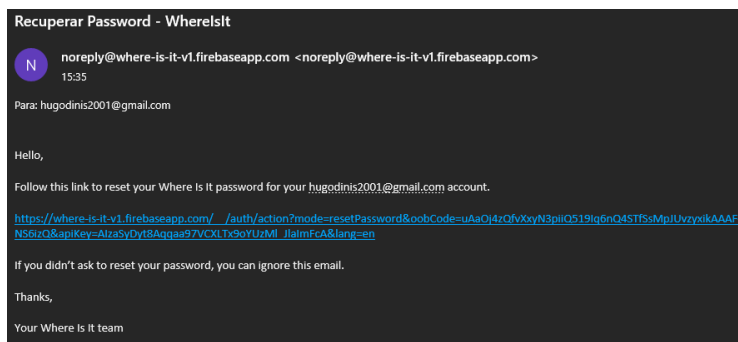 Recuperar Password - WhereIsIt
N
noreply@where-is-it-v1.firebaseapp.com <noreply@where-is-it-v1.firebaseapp.com>
15:35
Para: hugodinis2001@gmail.com
Hello,
Follow this link to reset your Where Is It password for your hugodinis2001@gmail.com account.
https://where-is-it-v1.firebaseapp.com/__/auth/action?mode=resetPassword&oobCode=uAaOj4zQfvXxyN3piiQ519Iq6nQ4STfSsMpJUvzyxikAAAF
NS6izQ&apiKey=AIzaSyDyt8Aqqaa97VCXLTx9oYUzMl_JlaImFcA&lang=en
If you didn’t ask to reset your password, you can ignore this email.
Thanks,
Your Where Is It team